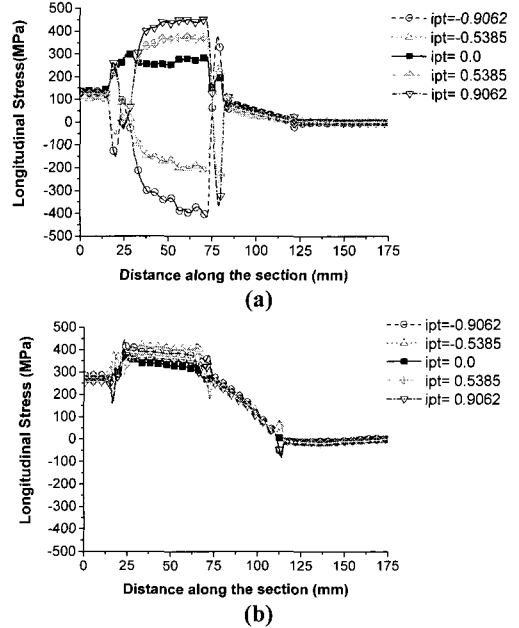 500
400
300
200
100
0
-100
-200
-300
-400
-500
Longitudinal Stress(MPa)
0 25 50 75 100 125 150 175
Distance along the section (mm)
ipt=-0.9062
ipt=-0.5385
ipt= 0.0
ipt= 0.5385
ipt= 0.9062
(a)
500
400
300
200
100
0
-100
-200
-300
-400
-500
Longitudinal Stress (MPa)
0 25 50 75 100 125 150 175
Distance along the section (mm)
ipt=-0.9062
ipt=-0.5385
ipt= 0.0
ipt= 0.5385
ipt= 0.9062
(b)